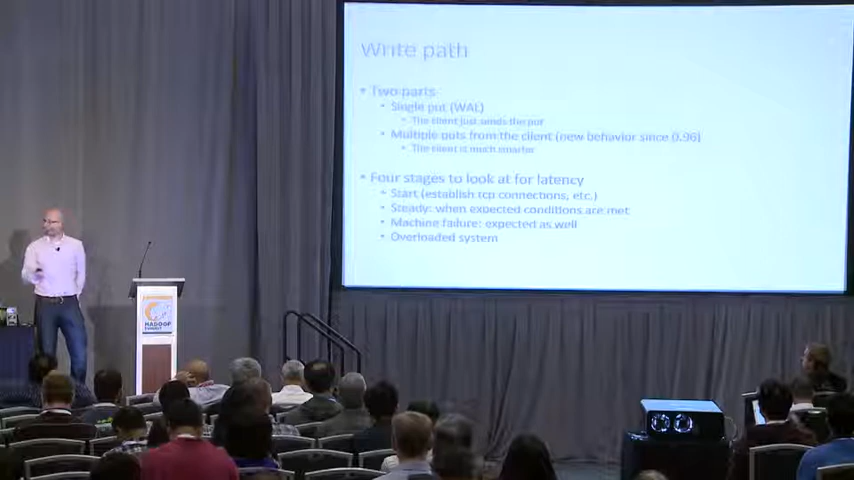 Write path
• Two parts
• Single put (WAL)
• The client just sends the put
• Multiple puts from the client (new behavior since 0.96)
• The client is much smarter
• Four stages to look at for latency
• Start (establish tcp connections, etc.)
• Steady: when expected conditions are met
• Machine failure: expected as well
• Overloaded system
HADOOP
SUMMIT